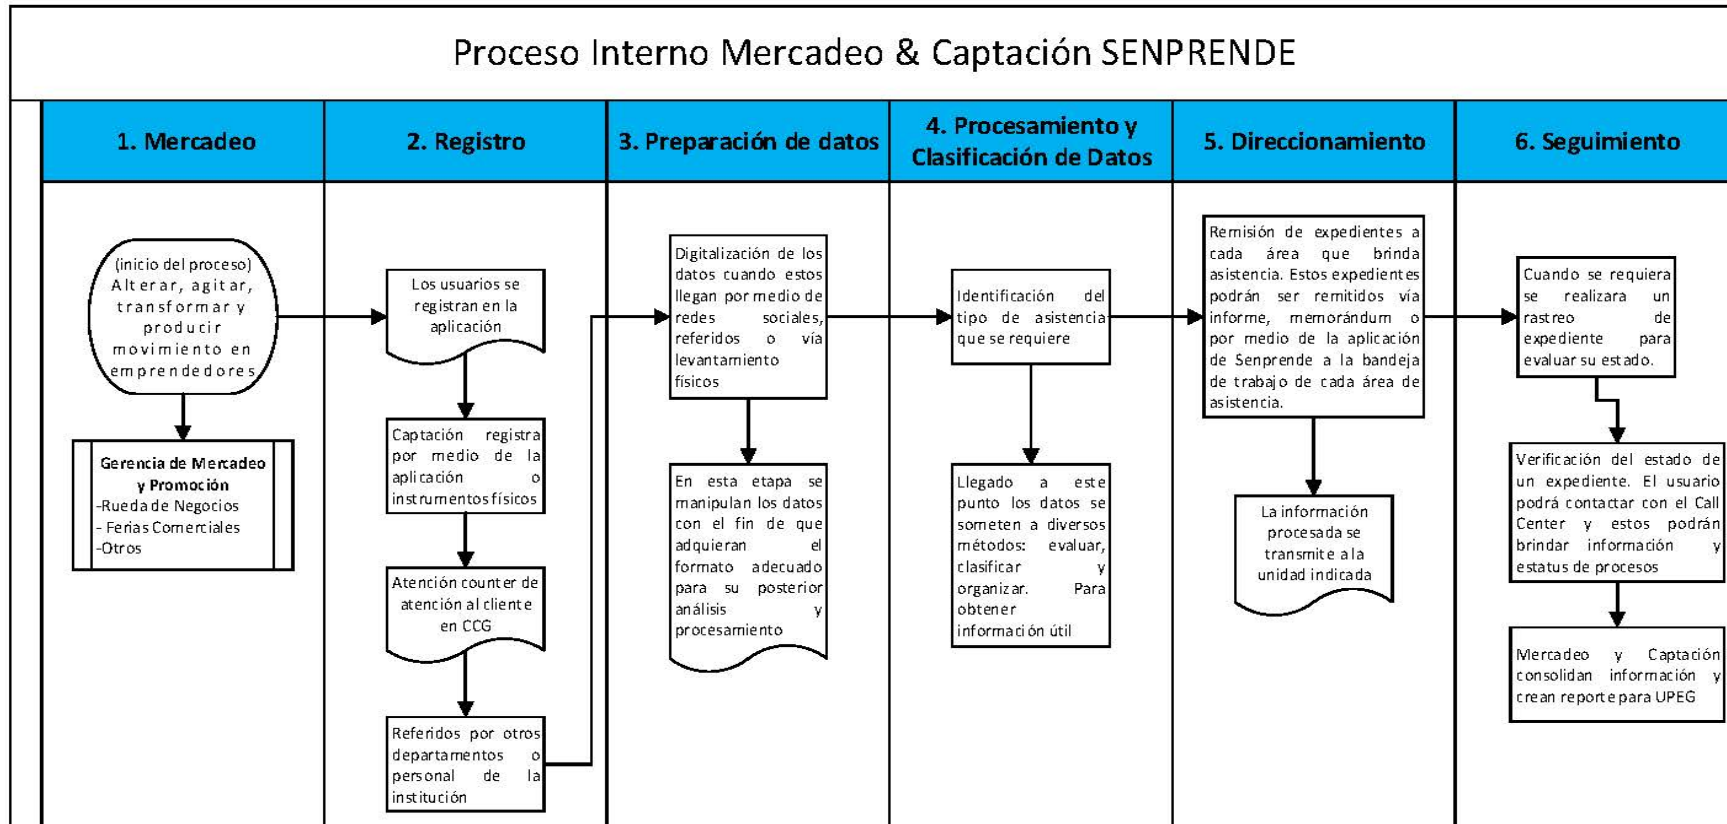 Proceso Interno Mercadeo & Captación SENPRENDE
1. Mercadeo
2. Registro
3. Preparación de datos
4. Procesamiento y
Clasificación de Datos
5. Direccionamiento
6. Seguimiento
(inicio del proceso)
Alterar, agitar,
transformar y
producir
movimiento en
emprendedores
Gerencia de Mercadeo
y Promoción
-Rueda de Negocios
- Ferias Comerciales
-Otros
Los usuarios se
registran en la
aplicación
Captación registra
por medio de la
aplicación o
instrumentos físicos
Atención counter de
atención al cliente
en CCG
Referidos por otros
departamentos o
personal de la
institución
Digitalización de los
datos cuando estos
llegan por medio de
redes sociales,
referidos o vía
levantamiento
físicos
En esta etapa se
manipulan los datos
con el fin de que
adquieran el
formato adecuado
para su posterior
análisis y
procesamiento
Identificación del
tipo de asistencia
que se requiere
Llegado a este
punto los datos se
someten a diversos
métodos: evaluar,
clasificar y
organizar. Para
obtener
información útil
Remisión de expedientes a
cada área que brinda
asistencia. Estos expedientes
podrán ser remitidos vía
informe, memorándum o
por medio de la aplicación
de Senprende a la bandeja
de trabajo de cada área de
asistencia.
La información
procesada se
transmite a la
unidad indicada
Cuando se requiera
se realizara un
rastreo de
expediente para
evaluar su estado.
Verificación del estado de
un expediente. El usuario
podrá contactar con el Call
Center y estos podrán
brindar información y
estatus de procesos
Mercadeo y Captación
consolidan información y
crean reporte para UPEG